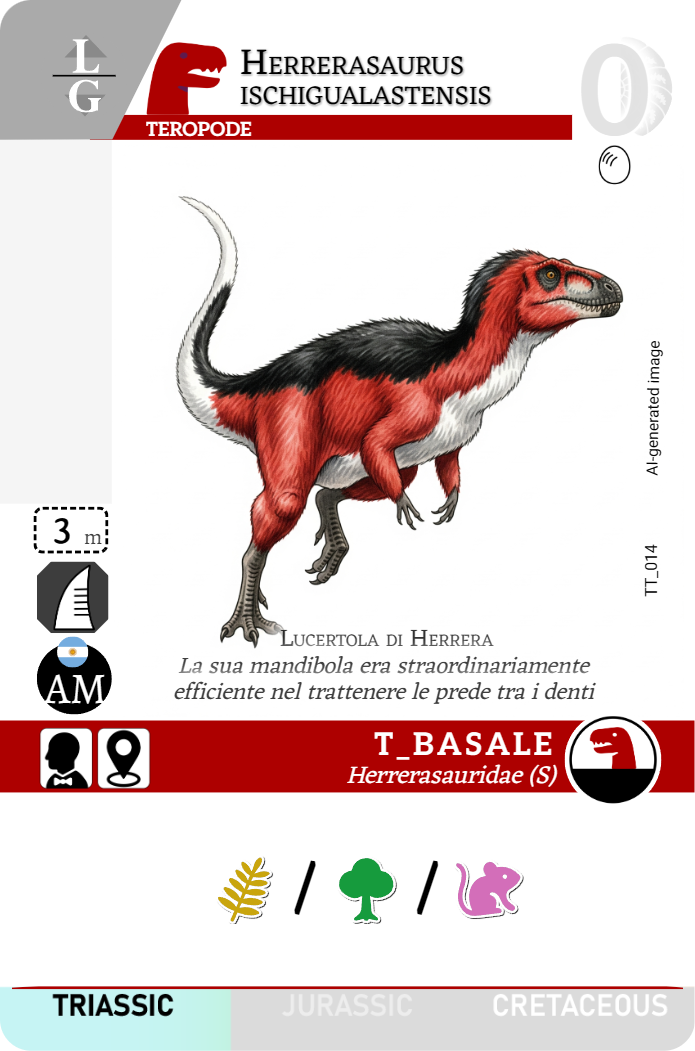 L
G
HERRERASAURUS
ISCHIGUALASTENSIS
TEROPODE
0
AI-generated image
3 m
TT_014
AM
LUCERTOLA DI HERRERA
La sua mandibola era straordinariamente
efficiente nel trattenere le prede tra i denti
T_BASALE
Herrerasauridae (S)
/ /
TRIASSIC JURASSIC CRETACEOUS